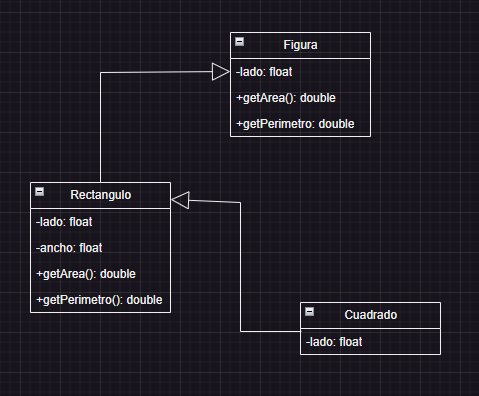 Figura
-lado: float
+getArea(): double
+getPerimetro: double
Rectangulo
-lado: float
-ancho: float
+getArea(): double
+getPerimetro(): double
Cuadrado
-lado: float